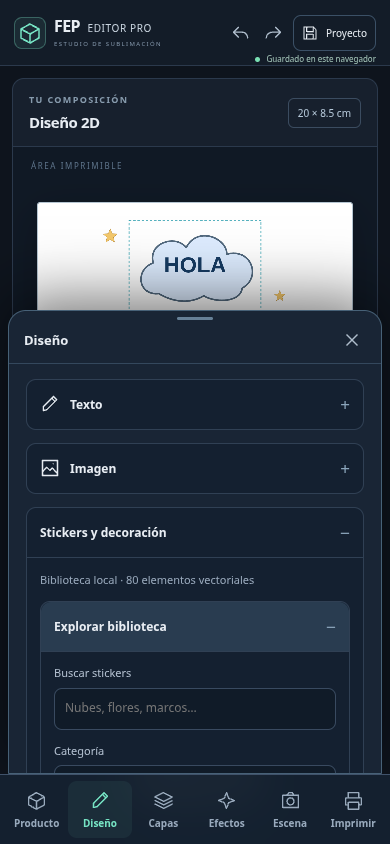 FEP EDITOR PRO
ESTUDIO DE SUBLIMACIÓN
Proyecto
Guardado en este navegador
TU COMPOSICIÓN
Diseño 2D
20 × 8.5 cm
ÁREA IMPRIMIBLE
HOLA
Diseño
Texto
+
Imagen
+
Stickers y decoración
−
Biblioteca local · 80 elementos vectoriales
Explorar biblioteca
−
Buscar stickers
Nubes, flores, marcos...
Categoría
Producto
Diseño
Capas
Efectos
Escena
Imprimir